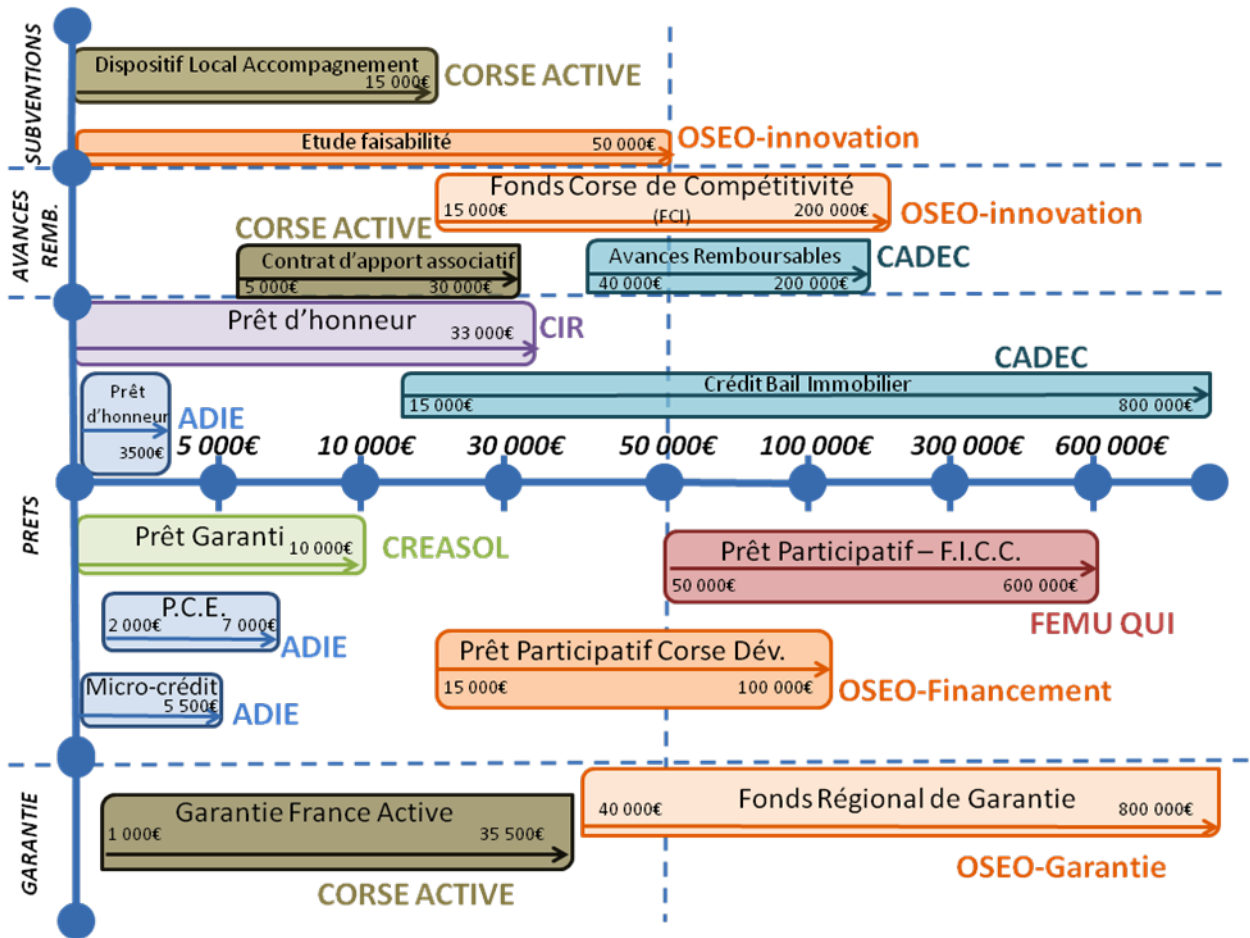 SUBVENTIONS
Dispositif Local Accompagnement
15 000€
CORSE ACTIVE
Etude faisabilité
50 000€
OSEO-innovation
AVANCES
REMB.
Fonds Corse de Compétitivité
15 000€
(FCI)
200 000€
OSEO-innovation
CORSE ACTIVE
Contrat d'apport associatif
5 000€
30 000€
Avances Remboursables
40 000€
200 000€
CADEC
PRETS
Prêt d'honneur
33 000€
CIR
CADEC
Crédit Bail Immobilier
15 000€
800 000€
Prêt
d'honneur
3500€
ADIE
5 000€
10 000€
30 000€
50 000€
100 000€
300 000€
600 000€
Prêt Garanti
10 000€
CREASOL
Prêt Participatif – F.I.C.C.
50 000€
600 000€
FEMU QUI
P.C.E.
2 000€
7 000€
ADIE
Prêt Participatif Corse Dév.
15 000€
100 000€
OSEO-Financement
Micro-crédit
5 500€
ADIE
GARANTIE
Garantie France Active
1 000€
35 500€
CORSE ACTIVE
Fonds Régional de Garantie
40 000€
800 000€
OSEO-Garantie